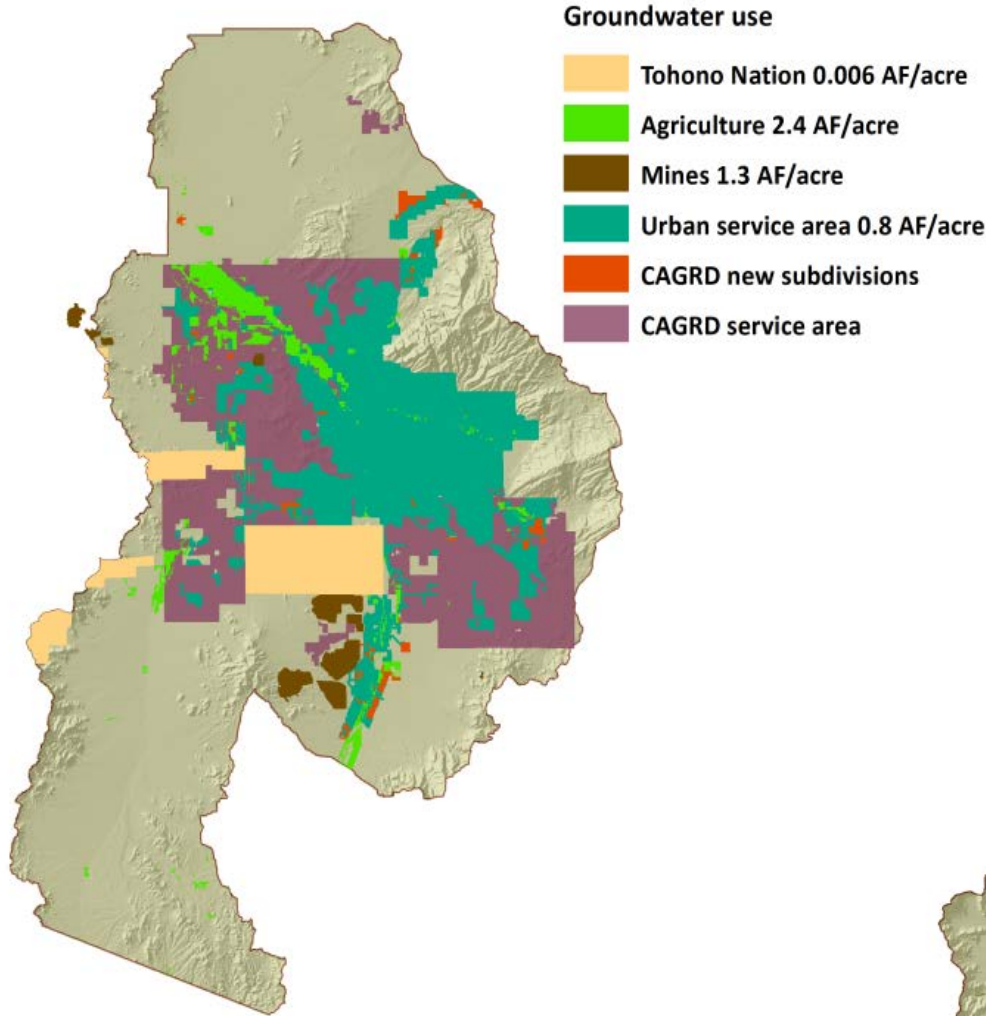 Groundwater use
Tohono Nation 0.006 AF/acre
Agriculture 2.4 AF/acre
Mines 1.3 AF/acre
Urban service area 0.8 AF/acre
CAGRD new subdivisions
CAGRD service area